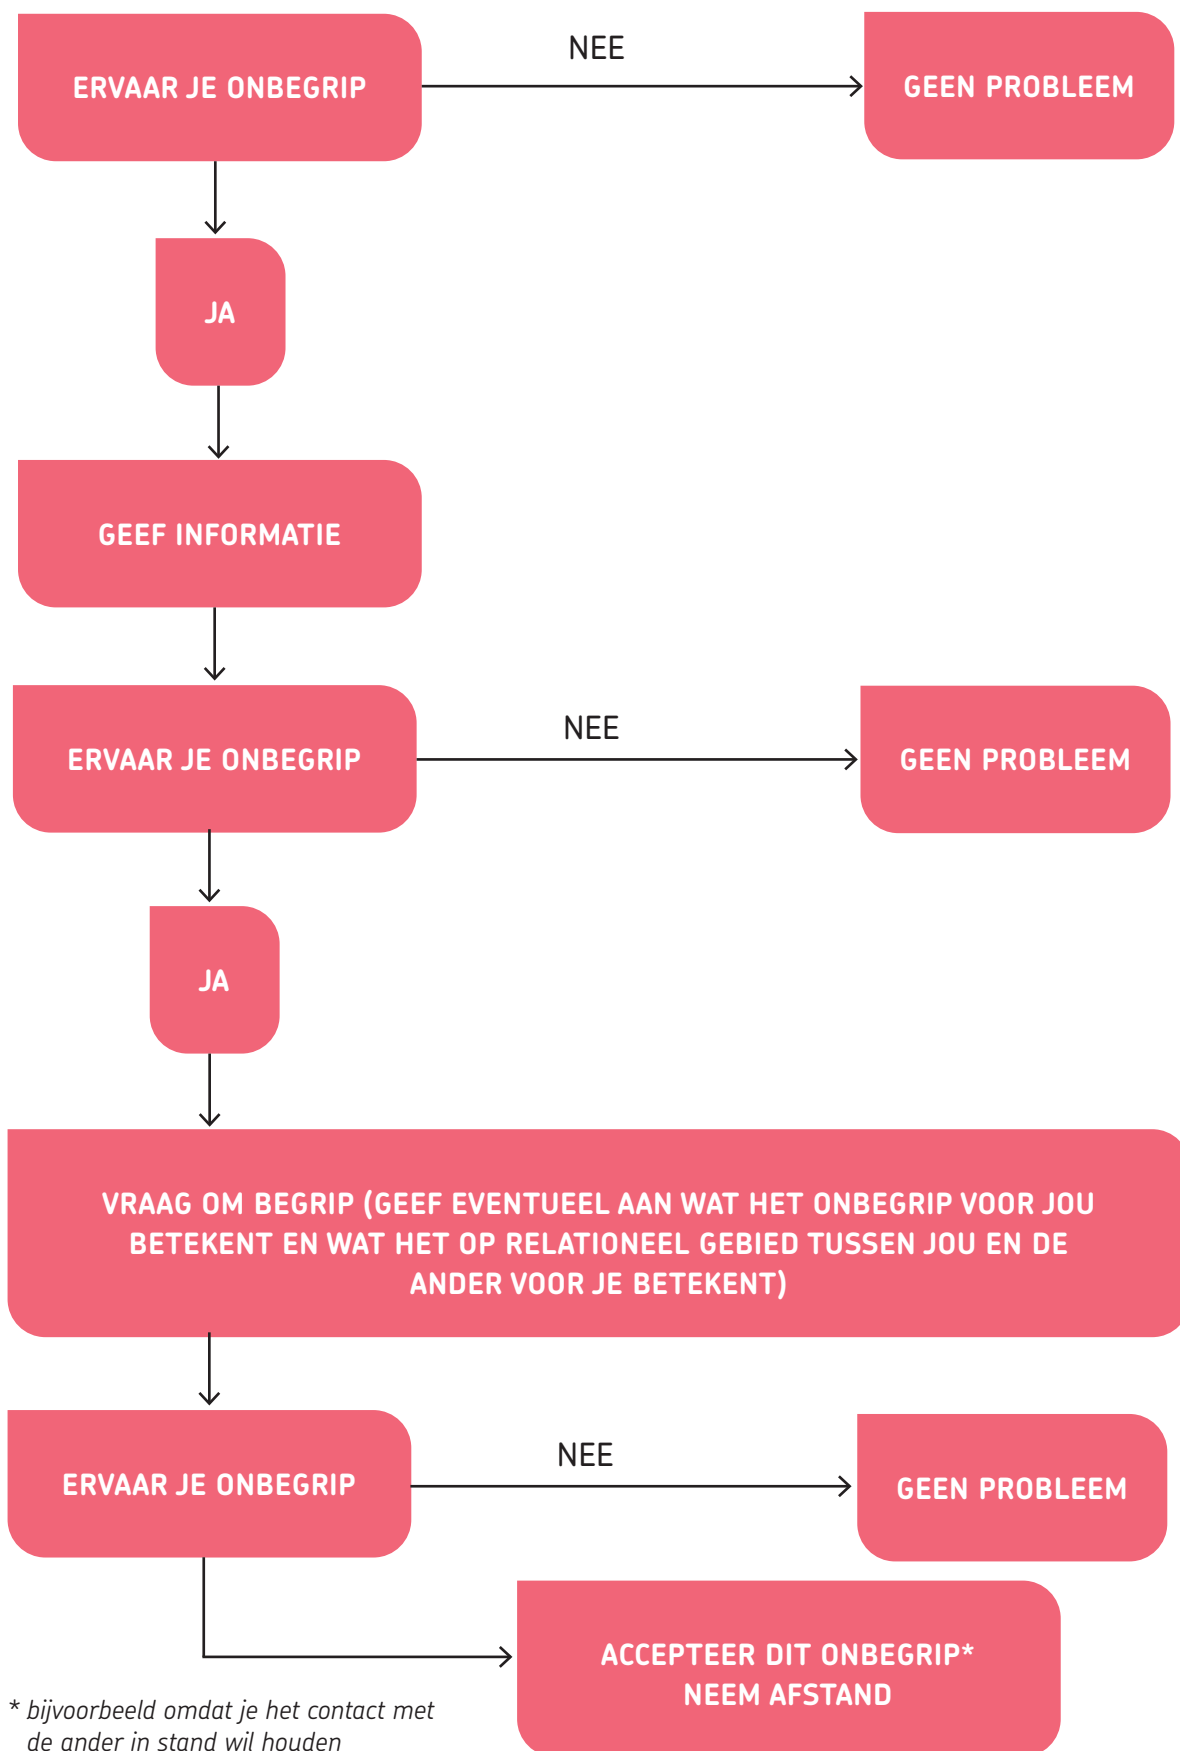 ERVAAR JE ONBEGRIP
NEE
GEEN PROBLEEM
JA
GEEF INFORMATIE
ERVAAR JE ONBEGRIP
NEE
GEEN PROBLEEM
JA
VRAAG OM BEGRIP (GEEF EVENTUEEL AAN WAT HET ONBEGRIP VOOR JOU
BETEKENT EN WAT HET OP RELATIONEEL GEBIED TUSSEN JOU EN DE
ANDER VOOR JE BETEKENT)
ERVAAR JE ONBEGRIP
NEE
GEEN PROBLEEM
ACCEPTEER DIT ONBEGRIP*
NEEM AFSTAND
* bijvoorbeeld omdat je het contact met
de ander in stand wil houden